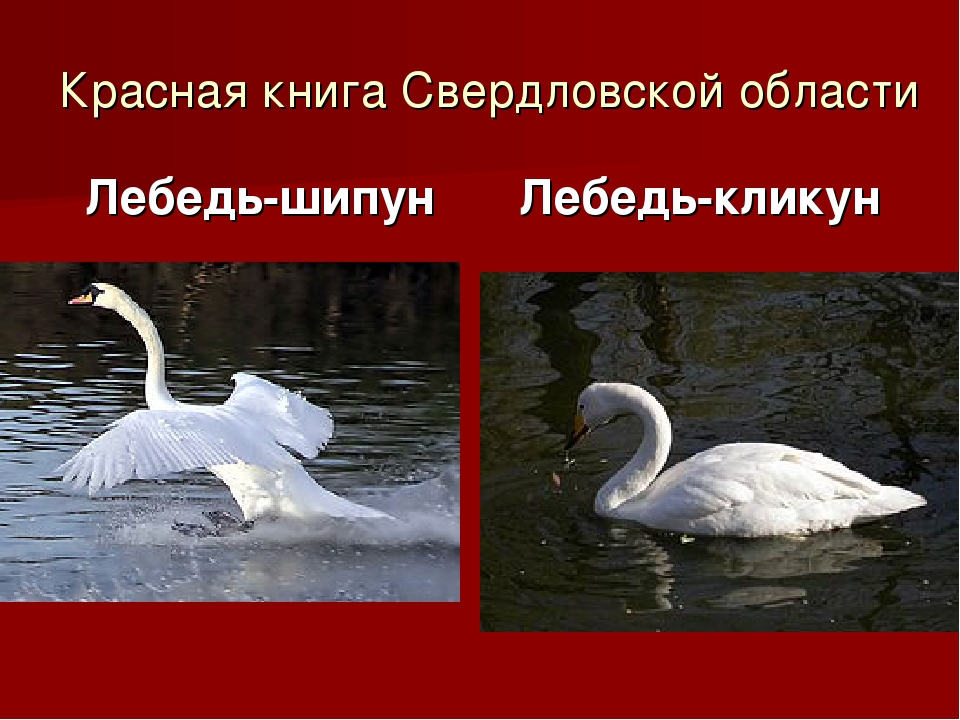 Красная книга Свердловской области
Лебедь-шипун
Лебедь-кликун